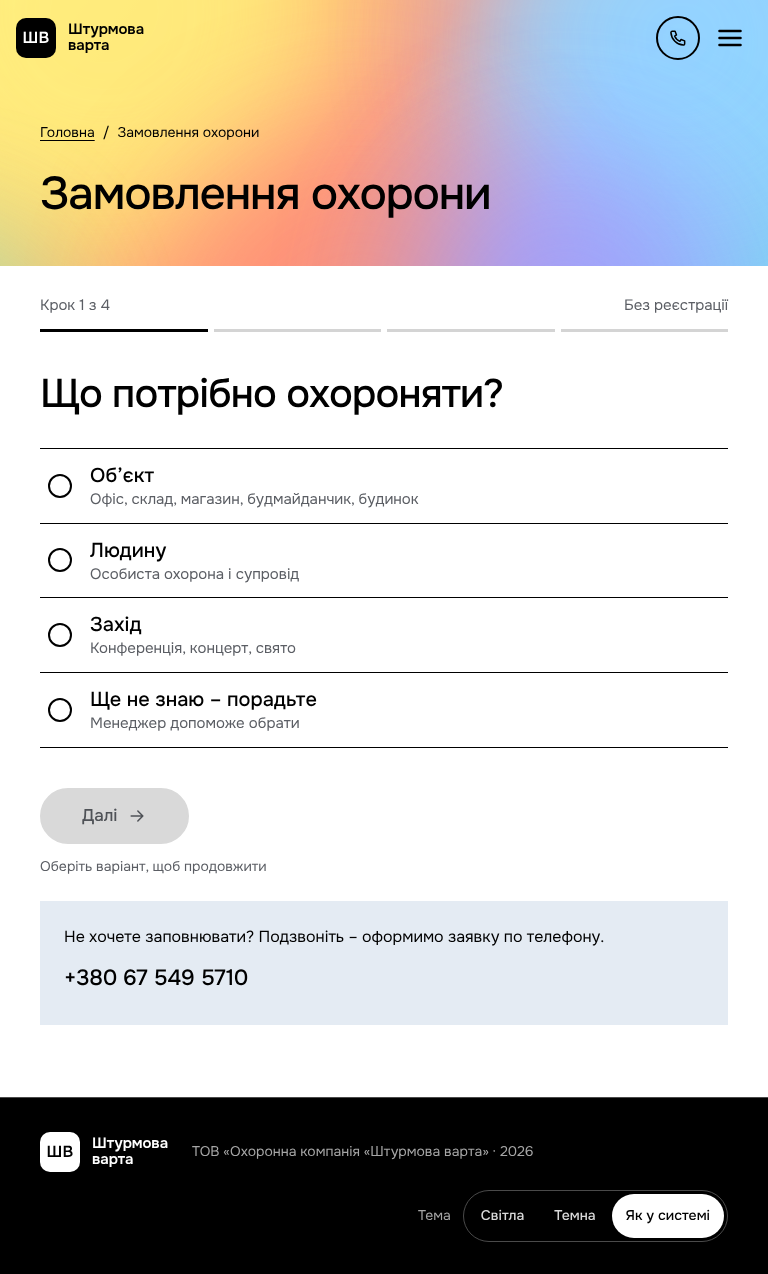 ШВ
Штурмова
варта
Головна / Замовлення охорони
Замовлення охорони
Крок 1 з 4
Без реєстрації
Що потрібно охороняти?
Об’єкт
Офіс, склад, магазин, будмайданчик, будинок
Людину
Особиста охорона і супровід
Захід
Конференція, концерт, свято
Ще не знаю – порадьте
Менеджер допоможе обрати
Далі →
Оберіть варіант, щоб продовжити
Не хочете заповнювати? Подзвоніть – оформимо заявку по телефону.
+380 67 549 5710
ШВ
Штурмова
варта
ТОВ «Охоронна компанія «Штурмова варта» · 2026
Тема Світла Темна Як у системі